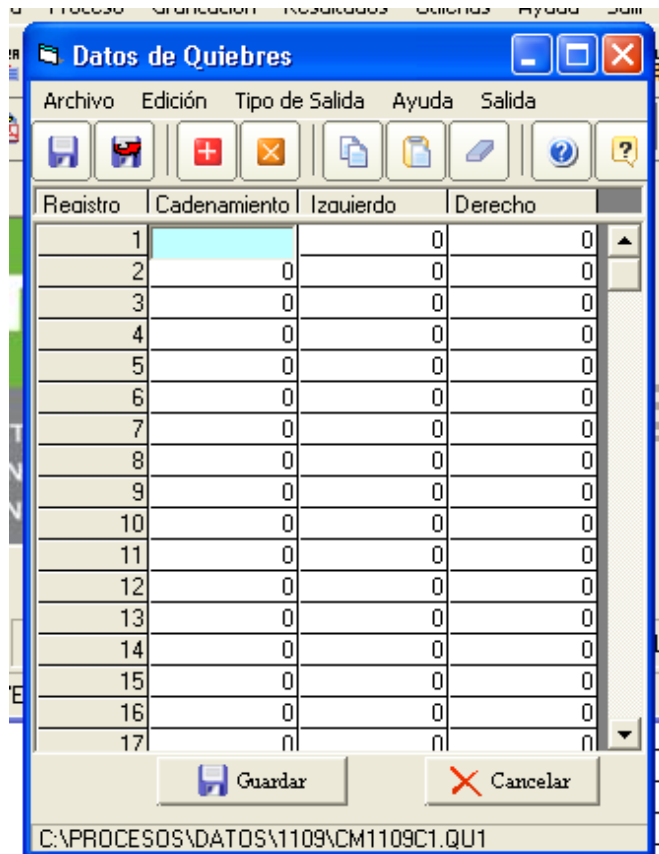 Datos de Quiebres
Archivo Edición Tipo de Salida Ayuda Salida
Registro Cadenamiento Izquierdo Derecho
1 0 0
2 0 0 0
3 0 0 0
4 0 0 0
5 0 0 0
6 0 0 0
7 0 0 0
8 0 0 0
9 0 0 0
10 0 0 0
11 0 0 0
12 0 0 0
13 0 0 0
14 0 0 0
15 0 0 0
16 0 0 0
17 0 0 0
Guardar Cancelar
C:\PROCESOS\DATOS\1109\CM1109C1.QU1